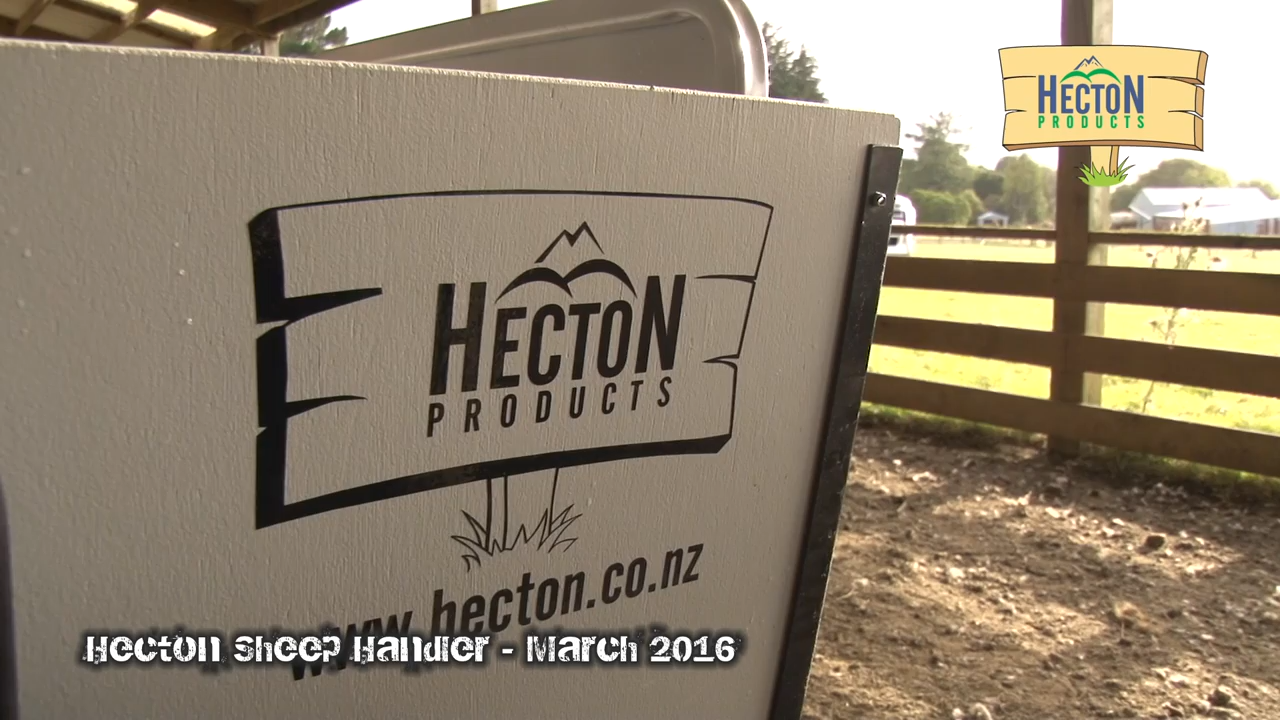 HECTON
PRODUCTS
HECTON
PRODUCTS
www.hecton.co.nz
Hecton Sheep Handler - March 2016